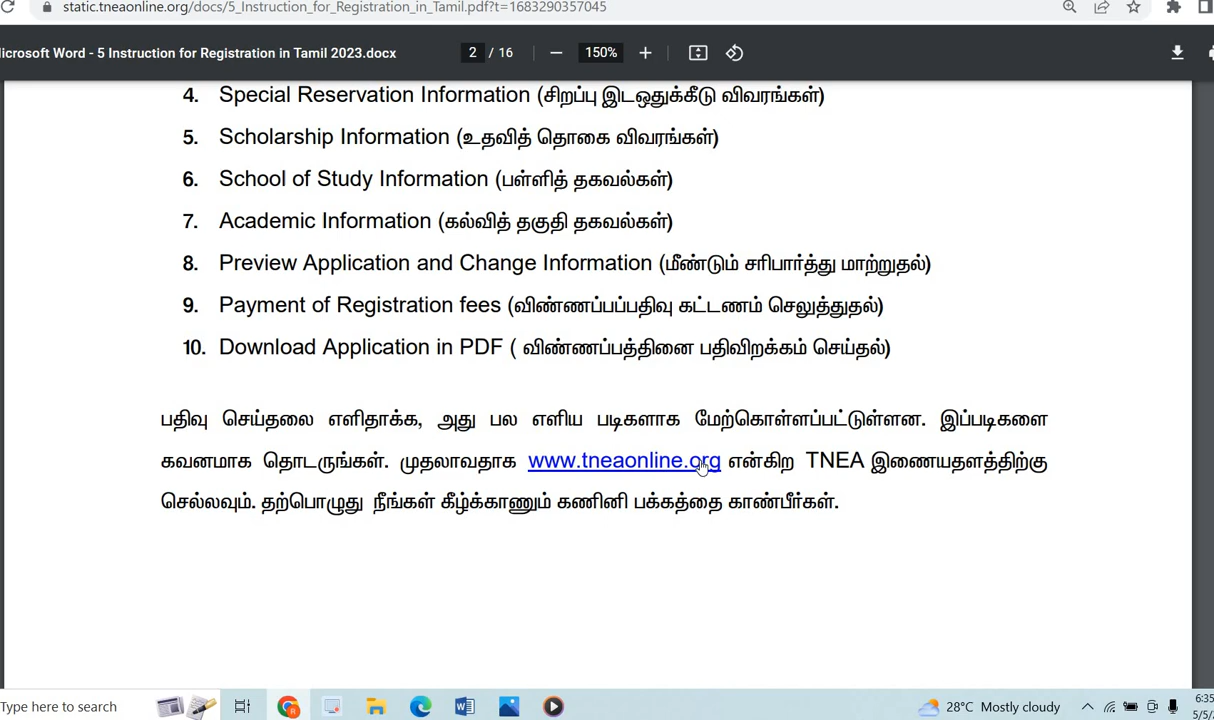 static.tneaonline.org/docs/5_Instruction_for_Registration_in_Tamil.pdf?t=1683290357045
icrosoft Word - 5 Instruction for Registration in Tamil 2023.docx
2 / 16
150%
4. Special Reservation Information (சிறப்பு இடஒதுக்கீடு விவரங்கள்)
5. Scholarship Information (உதவித் தொகை விவரங்கள்)
6. School of Study Information (பள்ளித் தகவல்கள்)
7. Academic Information (கல்வித் தகுதி தகவல்கள்)
8. Preview Application and Change Information (மீண்டும் சரிபார்த்து மாற்றுதல்)
9. Payment of Registration fees (விண்ணப்பப்பதிவு கட்டணம் செலுத்துதல்)
10. Download Application in PDF ( விண்ணப்பத்தினை பதிவிறக்கம் செய்தல்)
பதிவு செய்தலை எளிதாக்க, அது பல எளிய படிகளாக மேற்கொள்ளப்பட்டுள்ளன. இப்படிகளை
கவனமாக தொடருங்கள். முதலாவதாக www.tneaonline.org என்கிற TNEA இணையதளத்திற்கு
செல்லவும். தற்பொழுது நீங்கள் கீழ்க்காணும் கணினி பக்கத்தை காண்பீர்கள்.
Type here to search
28°C Mostly cloudy
6:35
5/5/